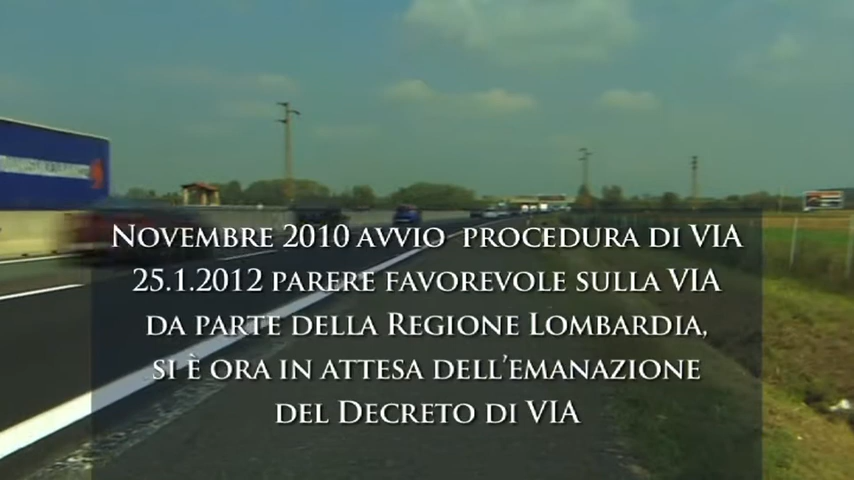 Novembre 2010 avvio procedura di VIA
25.1.2012 parere favorevole sulla VIA
da parte della Regione Lombardia,
si è ora in attesa dell'emanazione
del Decreto di VIA